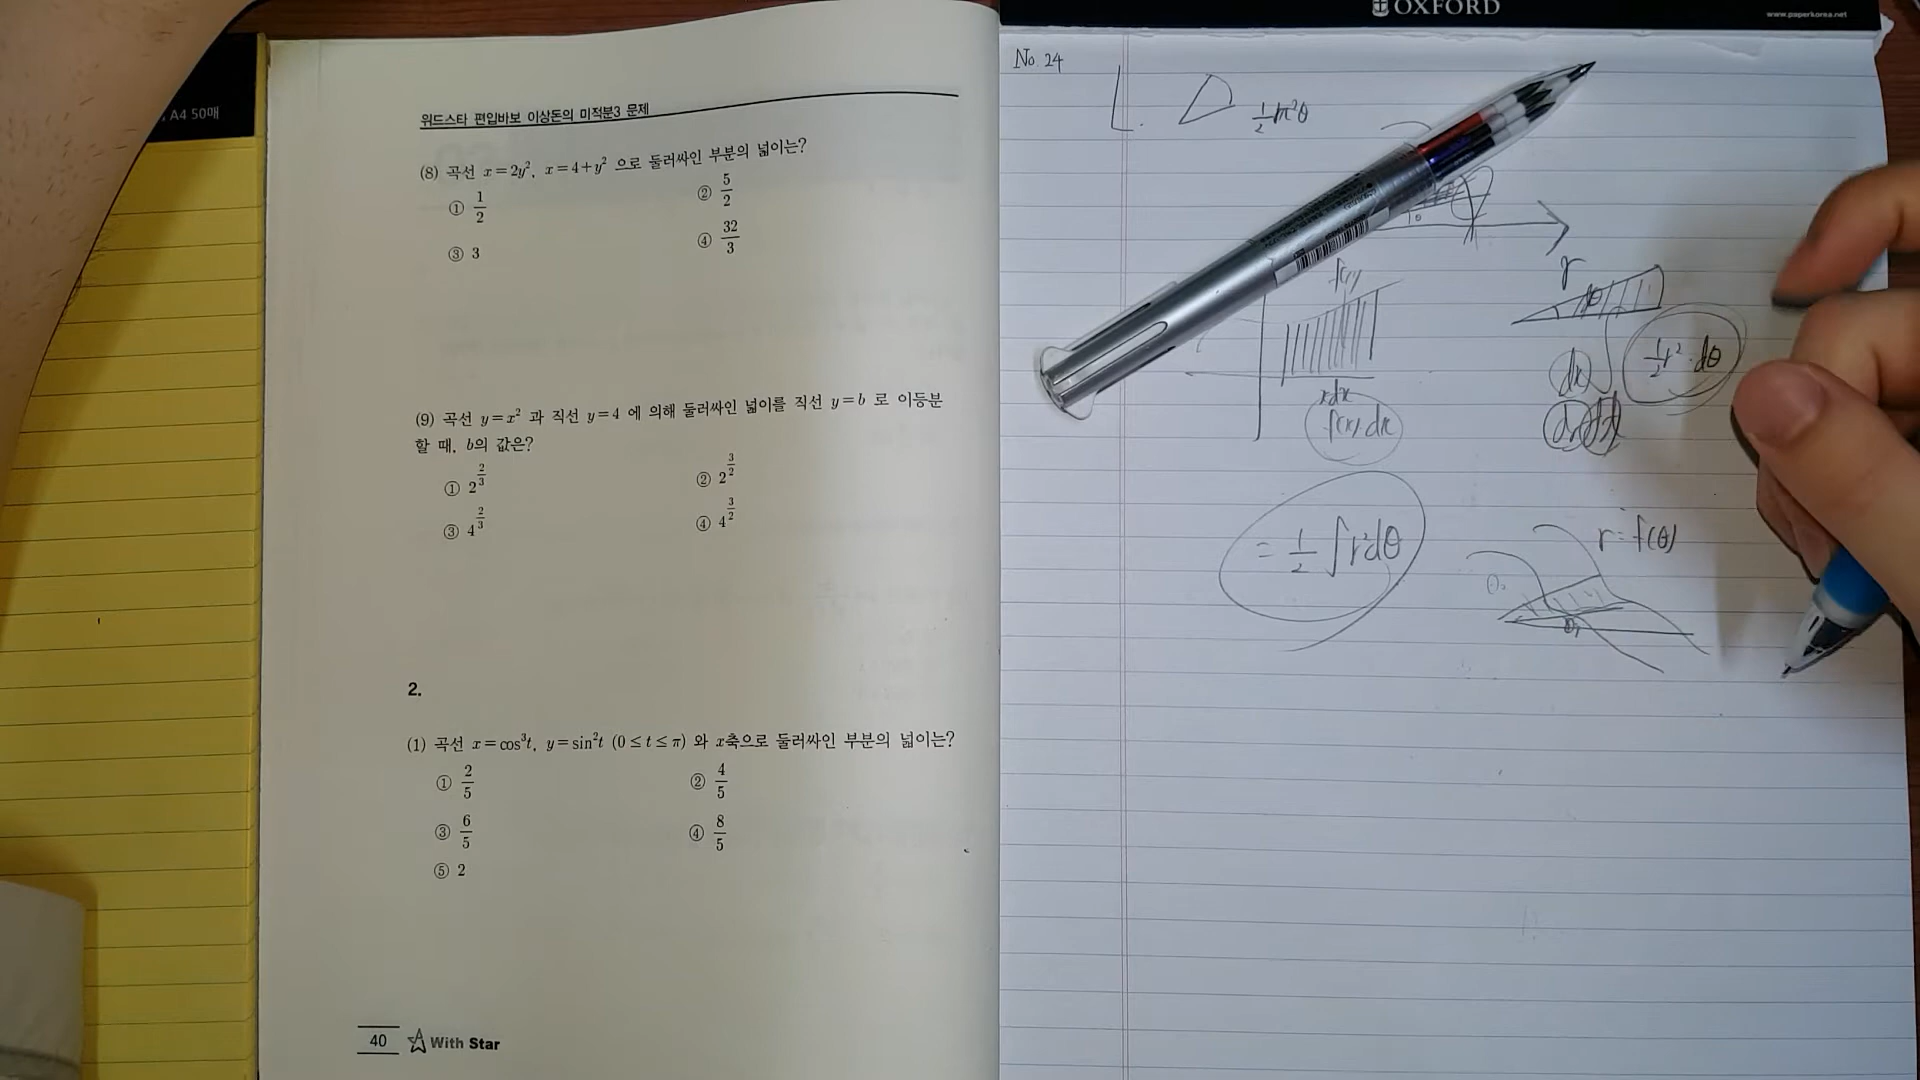 OXFORD
www.paperkorea.net
A4 50매
위드스타 편입바보 이상돈의 미적분3 문제
(8) 곡선 x=2y², x=4+y² 으로 둘러싸인 부분의 넓이는?
① 1/2 ② 5/2
③ 3 ④ 32/3
(9) 곡선 y=x² 과 직선 y=4 에 의해 둘러싸인 넓이를 직선 y=b 로 이등분
할 때, b의 값은?
① 2^(2/3) ② 2^(3/2)
③ 4^(2/3) ④ 4^(3/2)
2.
(1) 곡선 x=cos³t, y=sin²t (0≤t≤π) 와 x축으로 둘러싸인 부분의 넓이는?
① 2/5 ② 4/5
③ 6/5 ④ 8/5
⑤ 2
40 With Star
No. 24
r
dθ
1/2 r²·dθ
f(x)dx
= 1/2 ∫r²dθ
r=f(θ)
θ₁